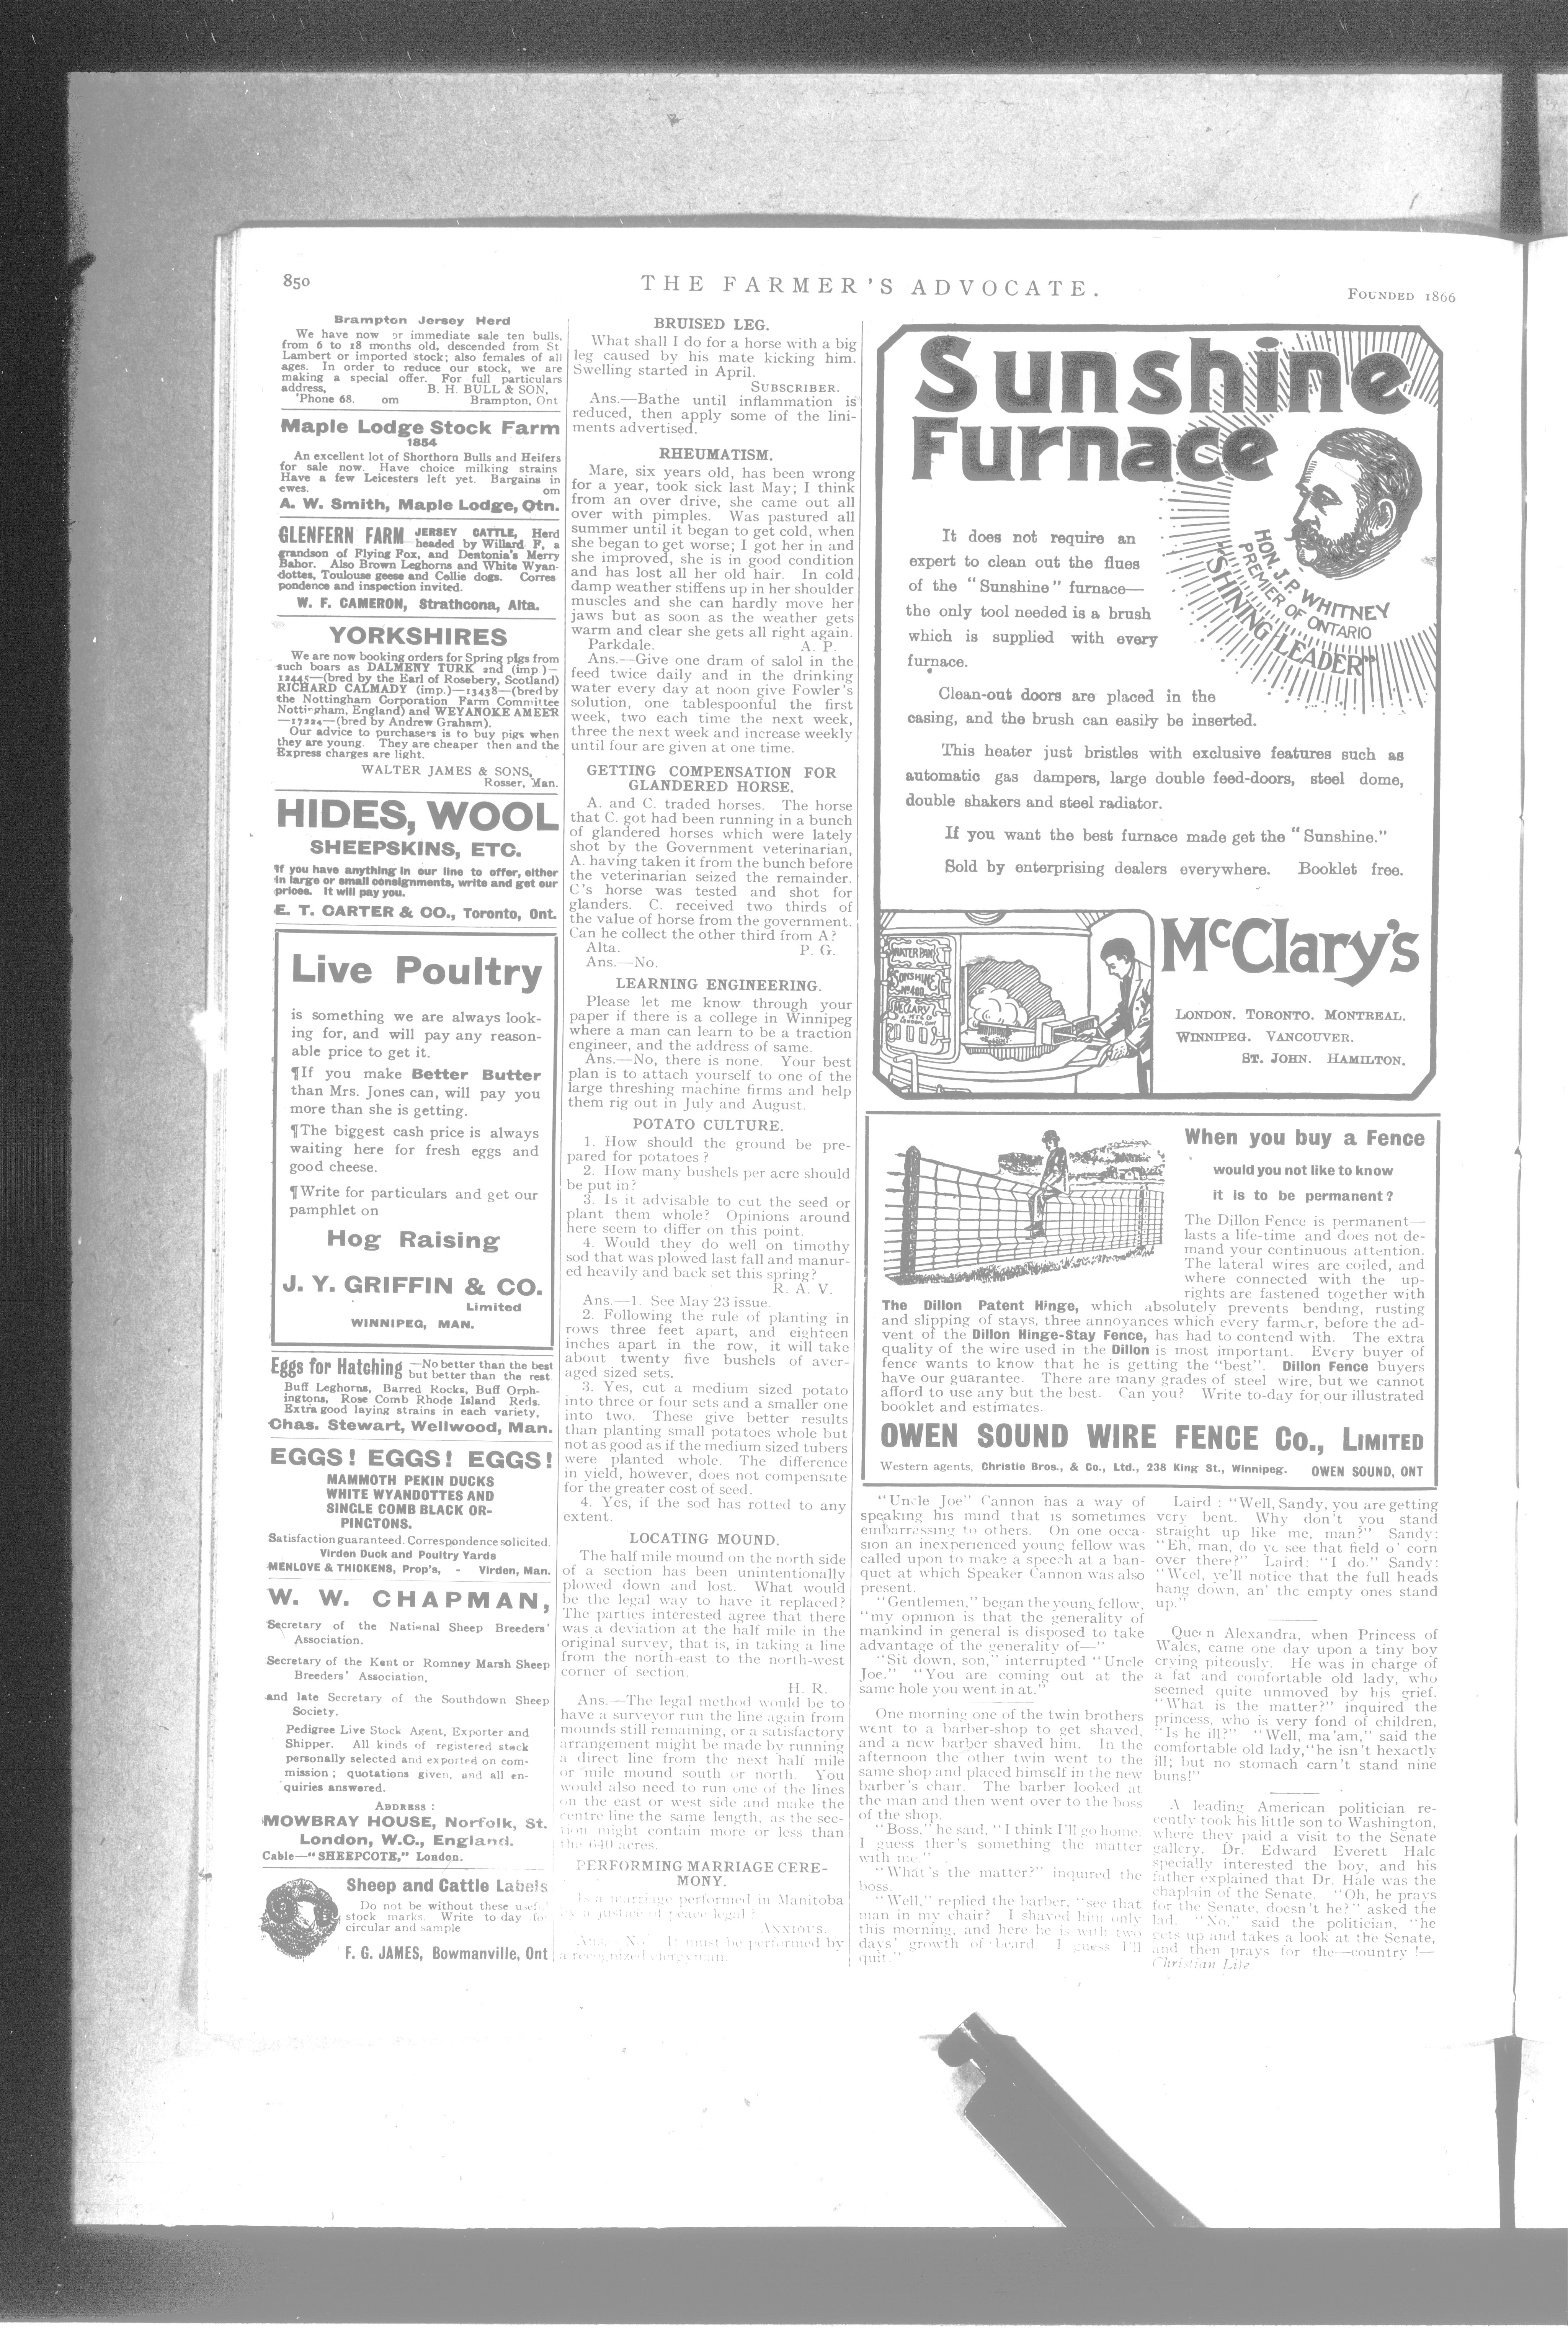 850
THE FARMER'S ADVOCATE.
FOUNDED 1866
Brampton Jersey Herd
We have now or immediate sale ten bulls,
from 6 to 18 months old, descended from St
Lambert or imported stock; also females of all
ages. In order to reduce our stock, we are
making a special offer. For full particulars
address, B. H. BULL & SON,
'Phone 68. om Brampton, Ont
Maple Lodge Stock Farm
1854
An excellent lot of Shorthorn Bulls and Heifers
for sale now. Have choice milking strains
Have a few Leicesters left yet. Bargains in
ewes. om
A. W. Smith, Maple Lodge, Otn.
GLENFERN FARM JERSEY CATTLE, Herd
headed by Willard F, a
grandson of Flying Fox, and Dentonia's Merry
Bahor. Also Brown Leghorns and White Wyan-
dottes, Toulouse geese and Collie dogs. Corres
pondence and inspection invited.
W. F. CAMERON, Strathcona, Alta.
YORKSHIRES
We are now booking orders for Spring pigs from
such boars as DALMENY TURK 2nd (imp)—
12445—(bred by the Earl of Rosebery, Scotland)
RICHARD CALMADY (imp.)—13438—(bred by
the Nottingham Corporation Farm Committee
Nottingham, England) and WEYANOKE AMEER
—17224—(bred by Andrew Graham).
Our advice to purchasers is to buy pigs when
they are young. They are cheaper then and the
Express charges are light.
WALTER JAMES & SONS,
Rosser, Man.
HIDES, WOOL
SHEEPSKINS, ETC.
If you have anything in our line to offer, either
in large or small consignments, write and get our
prices. It will pay you.
E. T. CARTER & CO., Toronto, Ont.
Live Poultry
is something we are always look-
ing for, and will pay any reason-
able price to get it.
¶If you make Better Butter
than Mrs. Jones can, will pay you
more than she is getting.
¶The biggest cash price is always
waiting here for fresh eggs and
good cheese.
¶Write for particulars and get our
pamphlet on
Hog Raising
J. Y. GRIFFIN & CO.
Limited
WINNIPEG, MAN.
Eggs for Hatching —No better than the best
but better than the rest
Buff Leghorns, Barred Rocks, Buff Orph-
ingtons, Rose Comb Rhode Island Reds.
Extra good laying strains in each variety,
Chas. Stewart, Wellwood, Man.
EGGS! EGGS! EGGS!
MAMMOTH PEKIN DUCKS
WHITE WYANDOTTES AND
SINGLE COMB BLACK OR-
PINGTONS.
Satisfaction guaranteed. Correspondence solicited.
Virden Duck and Poultry Yards
MENLOVE & THICKENS, Prop's, - Virden, Man.
W. W. CHAPMAN,
Secretary of the National Sheep Breeders'
Association.
Secretary of the Kent or Romney Marsh Sheep
Breeders' Association,
and late Secretary of the Southdown Sheep
Society.
Pedigree Live Stock Agent, Exporter and
Shipper. All kinds of registered stock
personally selected and exported on com-
mission; quotations given, and all en-
quiries answered.
ADDRESS:
MOWBRAY HOUSE, Norfolk, St.
London, W.C., England.
Cable—"SHEEPCOTE," London.
Sheep and Cattle Labels
Do not be without these useful
stock marks. Write to-day for
circular and sample
F. G. JAMES, Bowmanville, Ont
BRUISED LEG.
What shall I do for a horse with a big
leg caused by his mate kicking him.
Swelling started in April.
SUBSCRIBER.
Ans.—Bathe until inflammation is
reduced, then apply some of the lini-
ments advertised.
RHEUMATISM.
Mare, six years old, has been wrong
for a year, took sick last May; I think
from an over drive, she came out all
over with pimples. Was pastured all
summer until it began to get cold, when
she began to get worse; I got her in and
she improved, she is in good condition
and has lost all her old hair. In cold
damp weather stiffens up in her shoulder
muscles and she can hardly move her
jaws but as soon as the weather gets
warm and clear she gets all right again.
Parkdale. A. P.
Ans.—Give one dram of salol in the
feed twice daily and in the drinking
water every day at noon give Fowler's
solution, one tablespoonful the first
week, two each time the next week,
three the next week and increase weekly
until four are given at one time.
GETTING COMPENSATION FOR
GLANDERED HORSE.
A. and C. traded horses. The horse
that C. got had been running in a bunch
of glandered horses which were lately
shot by the Government veterinarian,
A. having taken it from the bunch before
the veterinarian seized the remainder.
C's horse was tested and shot for
glanders. C. received two thirds of
the value of horse from the government.
Can he collect the other third from A?
Alta. P. G.
Ans.—No.
LEARNING ENGINEERING.
Please let me know through your
paper if there is a college in Winnipeg
where a man can learn to be a traction
engineer, and the address of same.
Ans.—No, there is none. Your best
plan is to attach yourself to one of the
large threshing machine firms and help
them rig out in July and August.
POTATO CULTURE.
1. How should the ground be pre-
pared for potatoes?
2. How many bushels per acre should
be put in?
3. Is it advisable to cut the seed or
plant them whole? Opinions around
here seem to differ on this point.
4. Would they do well on timothy
sod that was plowed last fall and manur-
ed heavily and back set this spring?
R. A. V.
Ans.—1. See May 23 issue.
2. Following the rule of planting in
rows three feet apart, and eighteen
inches apart in the row, it will take
about twenty five bushels of aver-
aged sized sets.
3. Yes, cut a medium sized potato
into three or four sets and a smaller one
into two. These give better results
than planting small potatoes whole but
not as good as if the medium sized tubers
were planted whole. The difference
in yield, however, does not compensate
for the greater cost of seed.
4. Yes, if the sod has rotted to any
extent.
LOCATING MOUND.
The half mile mound on the north side
of a section has been unintentionally
plowed down and lost. What would
be the legal way to have it replaced?
The parties interested agree that there
was a deviation at the half mile in the
original survey, that is, in taking a line
from the north-east to the north-west
corner of section.
H. R.
Ans.—The legal method would be to
have a surveyor run the line again from
mounds still remaining, or a satisfactory
arrangement might be made by running
a direct line from the next half mile
or mile mound south or north. You
would also need to run one of the lines
on the east or west side and make the
centre line the same length, as the sec-
tion might contain more or less than
the 640 acres.
PERFORMING MARRIAGE CERE-
MONY.
Is a marriage performed in Manitoba
by a justice of peace legal?
ANXIOUS.
Ans.—No. It must be performed by
a recognized clergyman.
Sunshine
Furnace
HON. J. P. WHITNEY
PREMIER OF ONTARIO
"SHINING LEADER"
It does not require an
expert to clean out the flues
of the "Sunshine" furnace—
the only tool needed is a brush
which is supplied with every
furnace.
Clean-out doors are placed in the
casing, and the brush can easily be inserted.
This heater just bristles with exclusive features such as
automatic gas dampers, large double feed-doors, steel dome,
double shakers and steel radiator.
If you want the best furnace made get the "Sunshine."
Sold by enterprising dealers everywhere. Booklet free.
WATER PAN
SUNSHINE
No 400
McCLARY
M'F'G Co
London, Ont
McClary's
LONDON. TORONTO. MONTREAL.
WINNIPEG. VANCOUVER.
ST. JOHN. HAMILTON.
When you buy a Fence
would you not like to know
it is to be permanent?
The Dillon Fence is permanent—
lasts a life-time and does not de-
mand your continuous attention.
The lateral wires are coiled, and
where connected with the up-
rights are fastened together with
The Dillon Patent Hinge, which absolutely prevents bending, rusting
and slipping of stays, three annoyances which every farmer, before the ad-
vent of the Dillon Hinge-Stay Fence, has had to contend with. The extra
quality of the wire used in the Dillon is most important. Every buyer of
fence wants to know that he is getting the "best". Dillon Fence buyers
have our guarantee. There are many grades of steel wire, but we cannot
afford to use any but the best. Can you? Write to-day for our illustrated
booklet and estimates.
OWEN SOUND WIRE FENCE Co., LIMITED
Western agents, Christie Bros., & Co., Ltd., 238 King St., Winnipeg. OWEN SOUND, ONT
"Uncle Joe" Cannon has a way of
speaking his mind that is sometimes
embarrassing to others. On one occa-
sion an inexperienced young fellow was
called upon to make a speech at a ban-
quet at which Speaker Cannon was also
present.
"Gentlemen," began the young fellow,
"my opinion is that the generality of
mankind in general is disposed to take
advantage of the generality of—"
"Sit down, son," interrupted "Uncle
Joe." "You are coming out at the
same hole you went in at."
One morning one of the twin brothers
went to a barber-shop to get shaved,
and a new barber shaved him. In the
afternoon the other twin went to the
same shop and placed himself in the new
barber's chair. The barber looked at
the man and then went over to the boss
of the shop.
"Boss," he said, "I think I'll go home.
I guess ther's something the matter
with me."
"What's the matter?" inquired the
boss.
"Well," replied the barber, "see that
man in my chair? I shaved him only
this morning, and here he is with two
days' growth of beard. I guess I'll
quit."
Laird: "Well, Sandy, you are getting
very bent. Why don't you stand
straight up like me, man?" Sandy:
"Eh, man, do ye see that field o' corn
over there?" Laird: "I do." Sandy:
"Weel, ye'll notice that the full heads
hang down, an' the empty ones stand
up."
Queen Alexandra, when Princess of
Wales, came one day upon a tiny boy
crying piteously. He was in charge of
a fat and comfortable old lady, who
seemed quite unmoved by his grief.
"What is the matter?" inquired the
princess, who is very fond of children,
"Is he ill?" "Well, ma'am," said the
comfortable old lady, "he isn't hexactly
ill; but no stomach carn't stand nine
buns!"
A leading American politician re-
cently took his little son to Washington,
where they paid a visit to the Senate
gallery. Dr. Edward Everett Hale
specially interested the boy, and his
father explained that Dr. Hale was the
chaplain of the Senate. "Oh, he prays
for the Senate, doesn't he?" asked the
lad. "No," said the politician, "he
gets up and takes a look at the Senate,
and then prays for the—country!—
Christian Life